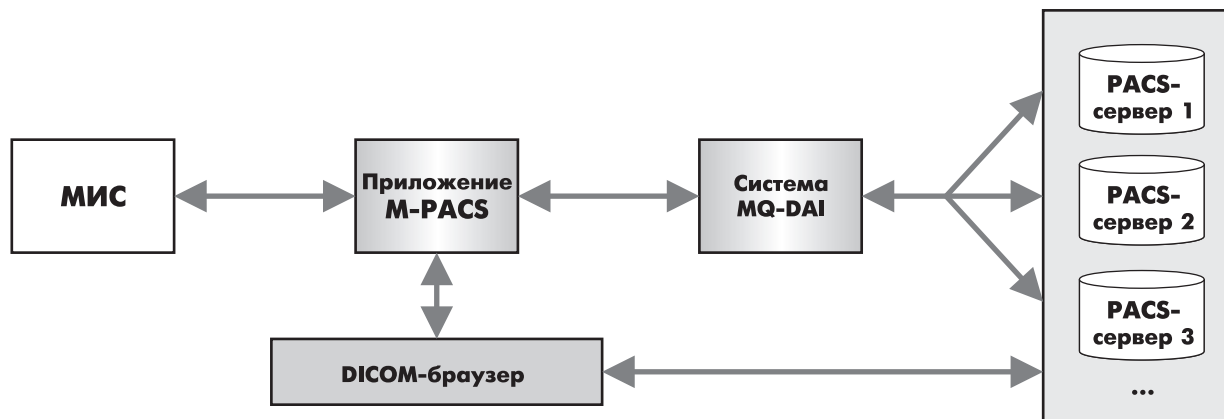 МИС
Приложение
M-PACS
Система
MQ-DAI
PACS-
сервер 1
PACS-
сервер 2
PACS-
сервер 3
...
DICOM-браузер